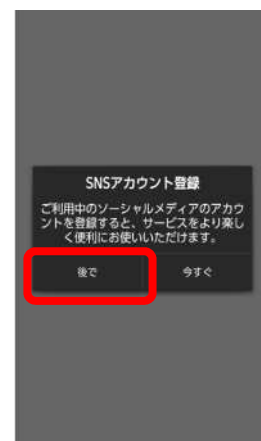 SNSアカウント登録
ご利用中のソーシャルメディアのアカウ
ントを登録すると、サービスをより楽し
く便利にお使いいただけます。
後で 今すぐ